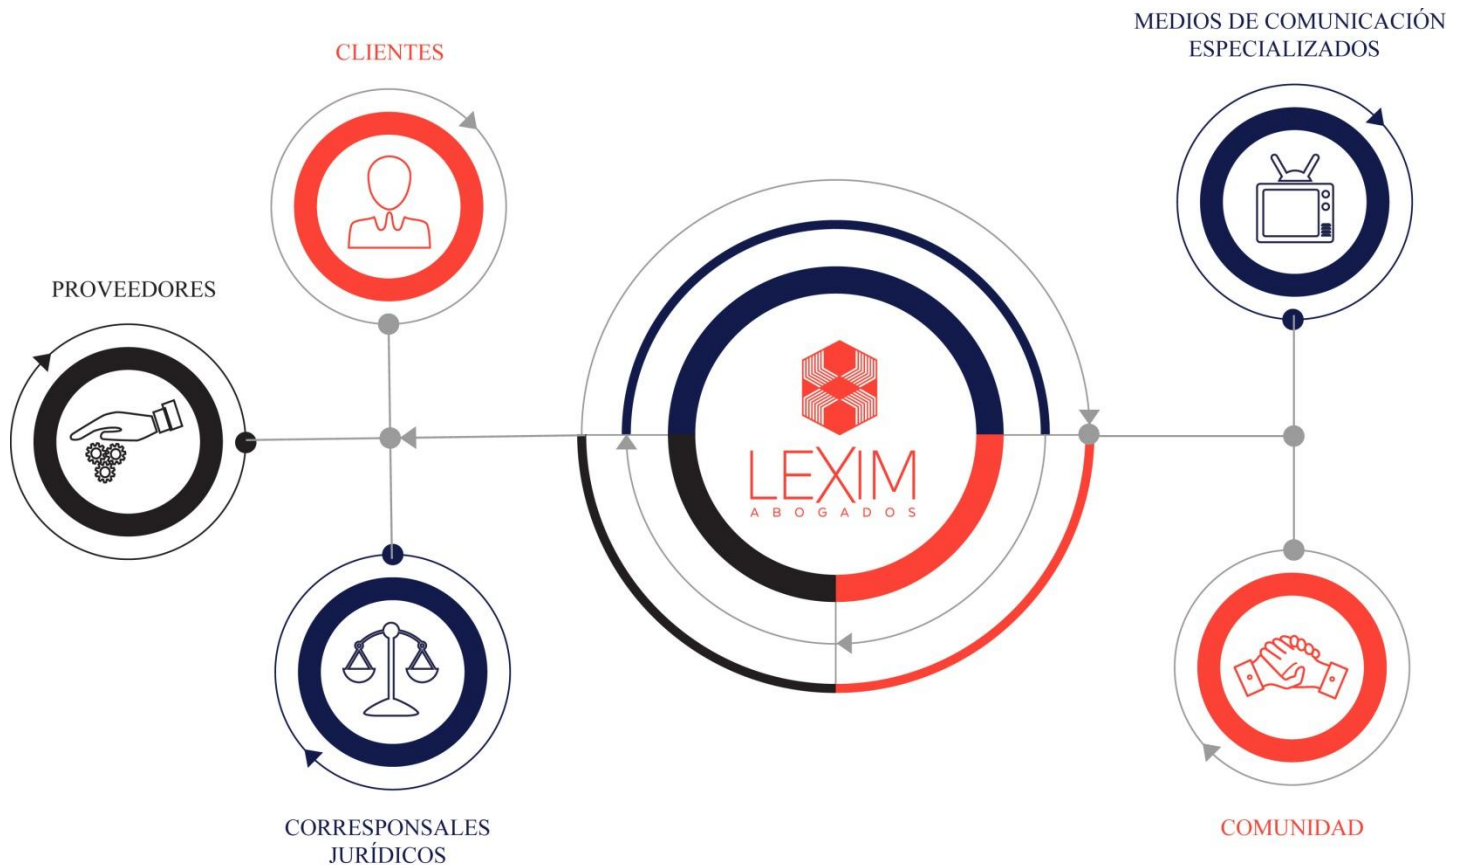 MEDIOS DE COMUNICACIÓN
ESPECIALIZADOS
CLIENTES
PROVEEDORES
LEXIM
ABOGADOS
CORRESPONSALES
JURÍDICOS
COMUNIDAD